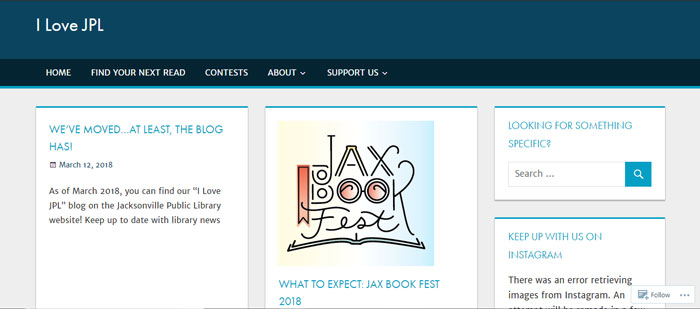 I Love JPL
HOME FIND YOUR NEXT READ CONTESTS ABOUT SUPPORT US
WE'VE MOVED...AT LEAST, THE BLOG
HAS!
March 12, 2018
As of March 2018, you can find our "I Love
JPL" blog on the Jacksonville Public Library
website! Keep up to date with library news
JAX
BOOK
Fest
WHAT TO EXPECT: JAX BOOK FEST
2018
LOOKING FOR SOMETHING
SPECIFIC?
Search ...
KEEP UP WITH US ON
INSTAGRAM
There was an error retrieving
images from Instagram. An
Follow